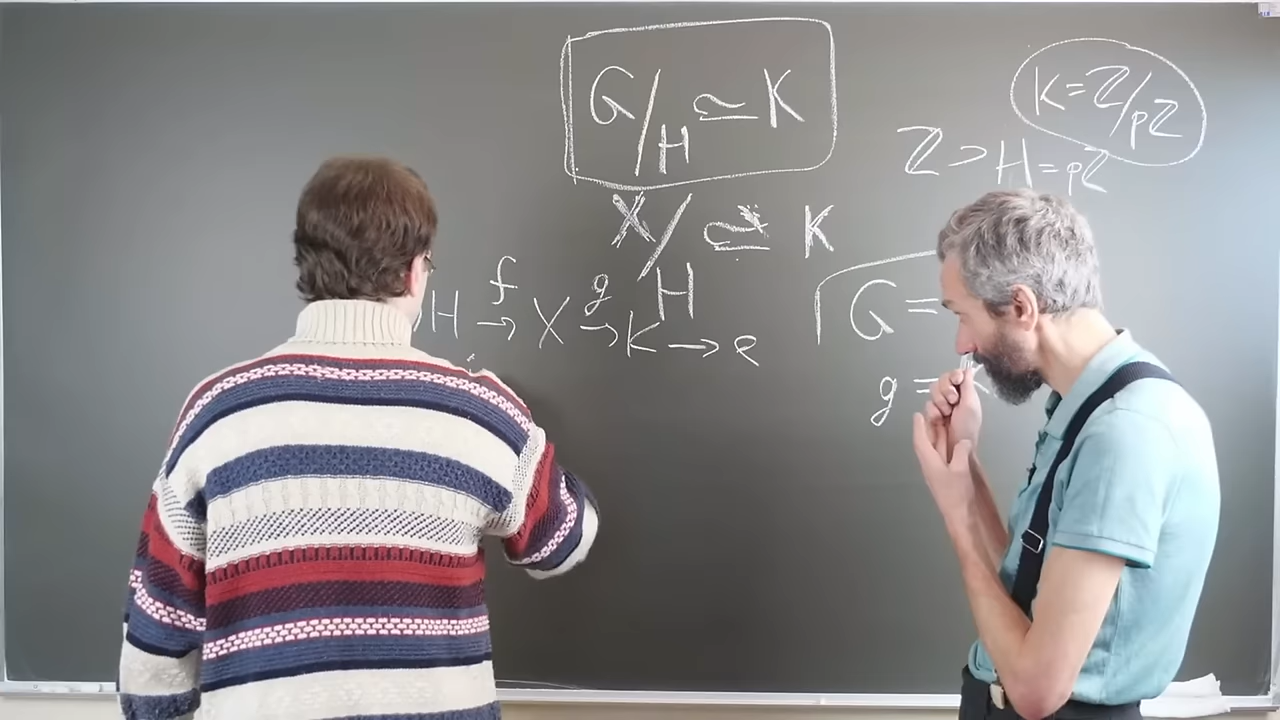 G/H ≃ K
K=Z/pZ
Z > H=pZ
X/H ≃ K
H →f X →g K → e
G=
g=